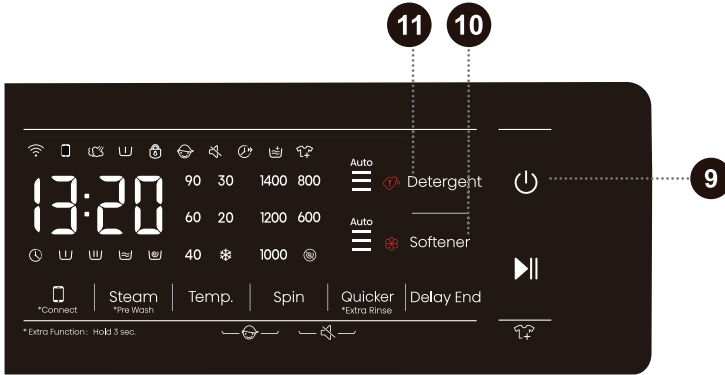 11 10
Auto
90 30 1400 800
Detergent
13:20
9
60 20 1200 600
Auto
Softener
40 1000
Steam Temp. Spin Quicker Delay End
*Connect *Pre Wash *Extra Rinse
* Extra Function: Hold 3 sec.